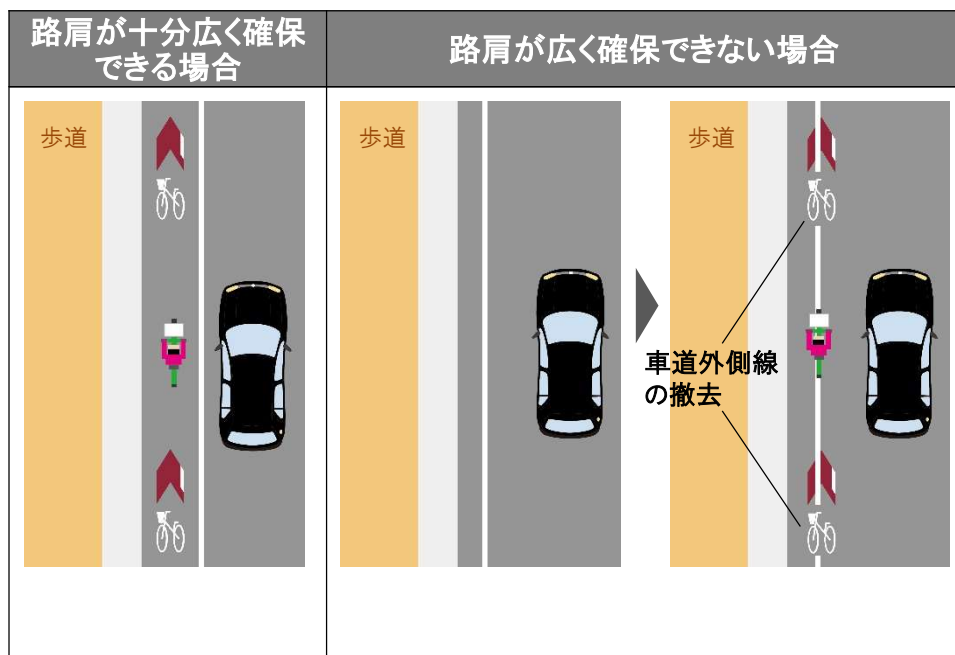 路肩が十分広く確保
できる場合
路肩が広く確保できない場合
歩道
歩道
歩道
車道外側線
の撤去